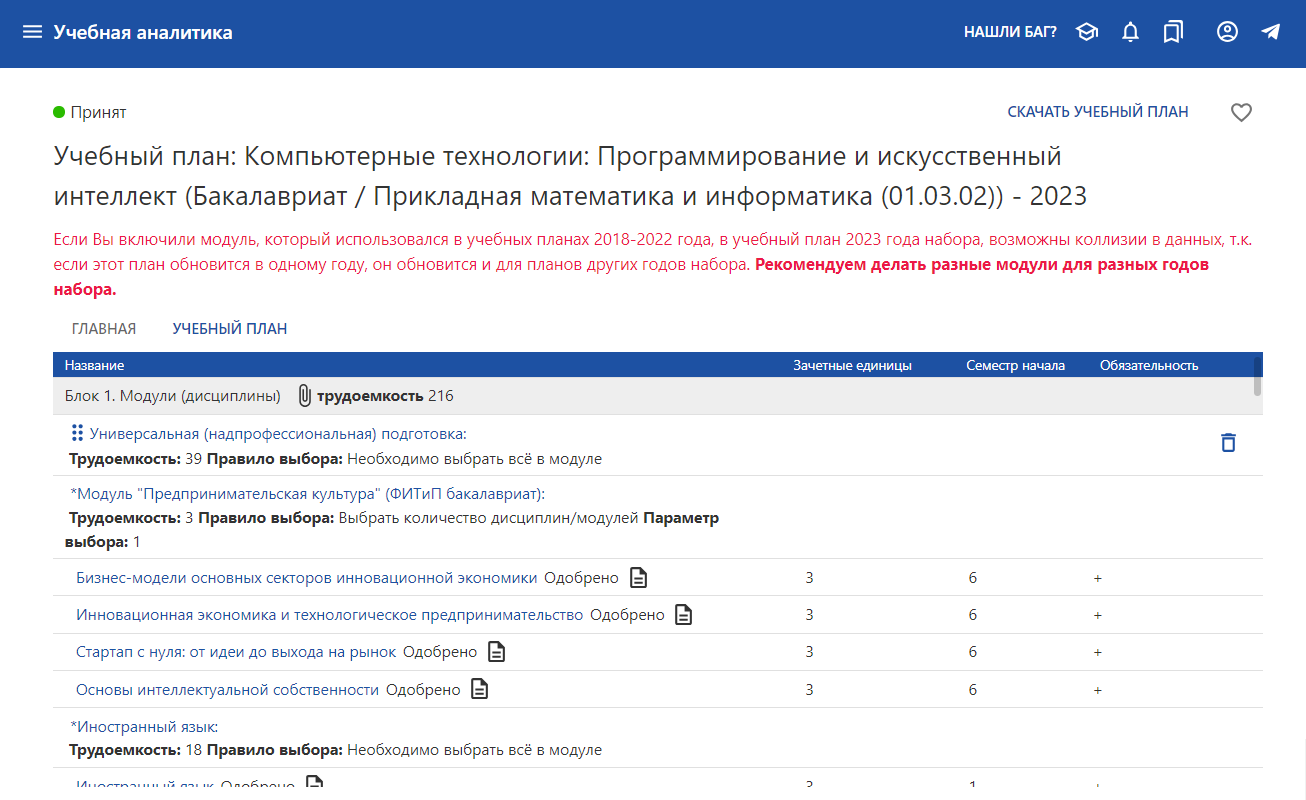 Учебная аналитика
НАШЛИ БАГ?
Принят
СКАЧАТЬ УЧЕБНЫЙ ПЛАН
Учебный план: Компьютерные технологии: Программирование и искусственный
интеллект (Бакалавриат / Прикладная математика и информатика (01.03.02)) - 2023
Если Вы включили модуль, который использовался в учебных планах 2018-2022 года, в учебный план 2023 года набора, возможны коллизии в данных, т.к.
если этот план обновится в одному году, он обновится и для планов других годов набора. Рекомендуем делать разные модули для разных годов
набора.
ГЛАВНАЯ УЧЕБНЫЙ ПЛАН
Название Зачетные единицы Семестр начала Обязательность
Блок 1. Модули (дисциплины) трудоемкость 216
Универсальная (надпрофессиональная) подготовка:
Трудоемкость: 39 Правило выбора: Необходимо выбрать всё в модуле
*Модуль "Предпринимательская культура" (ФИТиП бакалавриат):
Трудоемкость: 3 Правило выбора: Выбрать количество дисциплин/модулей Параметр
выбора: 1
Бизнес-модели основных секторов инновационной экономики Одобрено 3 6 +
Инновационная экономика и технологическое предпринимательство Одобрено 3 6 +
Стартап с нуля: от идеи до выхода на рынок Одобрено 3 6 +
Основы интеллектуальной собственности Одобрено 3 6 +
*Иностранный язык:
Трудоемкость: 18 Правило выбора: Необходимо выбрать всё в модуле
Иностранный язык Одобрено 3 1 +